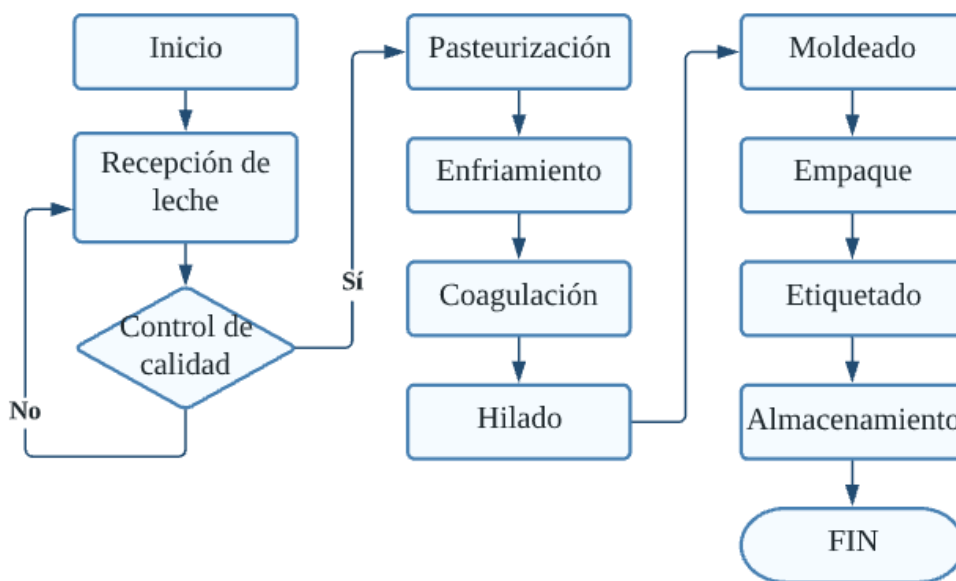 Inicio
Recepción de
leche
Control de
calidad
No
Sí
Pasteurización
Enfriamiento
Coagulación
Hilado
Moldeado
Empaque
Etiquetado
Almacenamiento
FIN